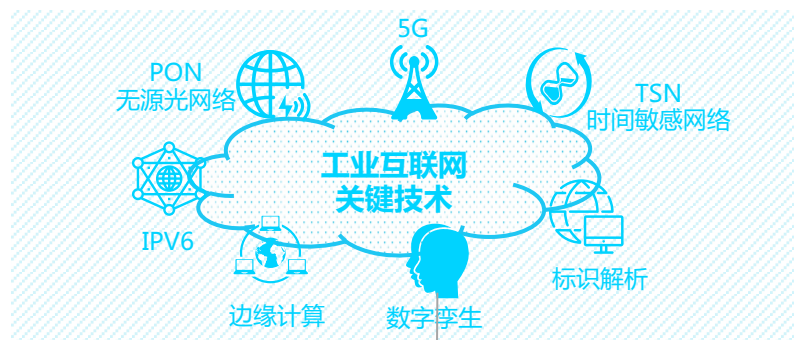 5G
PON
无源光网络
TSN
时间敏感网络
工业互联网
关键技术
IPV6
标识解析
边缘计算
数字孪生